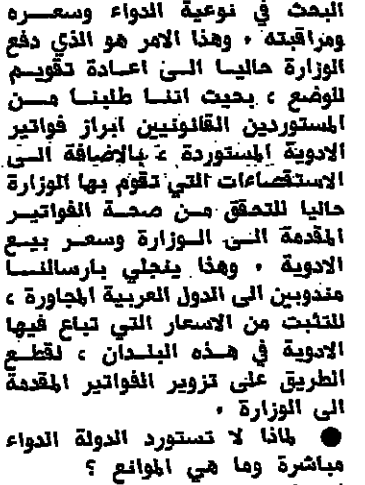 البحث في نوعية الدواء وسعره
ومراقبته ، وهذا الامر هو الذي دفع
الوزارة حاليا الى اعادة تقويم
للوضع ، بحيث اننا طلبنا من
المستوردين القانونيين ابراز فواتير
الادوية المستوردة ، بالاضافة الى
الاستقصاءات التي تقوم بها الوزارة
حاليا للتحقق من صحة الفواتير
المقدمة الى الوزارة وسعر بيع
الادوية ، وهذا ينجلي بارسالنا
مندوبين الى الدول العربية المجاورة ،
للتثبت من الاسعار التي تباع فيها
الادوية في هذه البلدان ، لقطع
الطريق على تزوير الفواتير المقدمة
الى الوزارة ،
● لماذا لا تستورد الدولة الدواء
مباشرة وما هي الموانع ؟